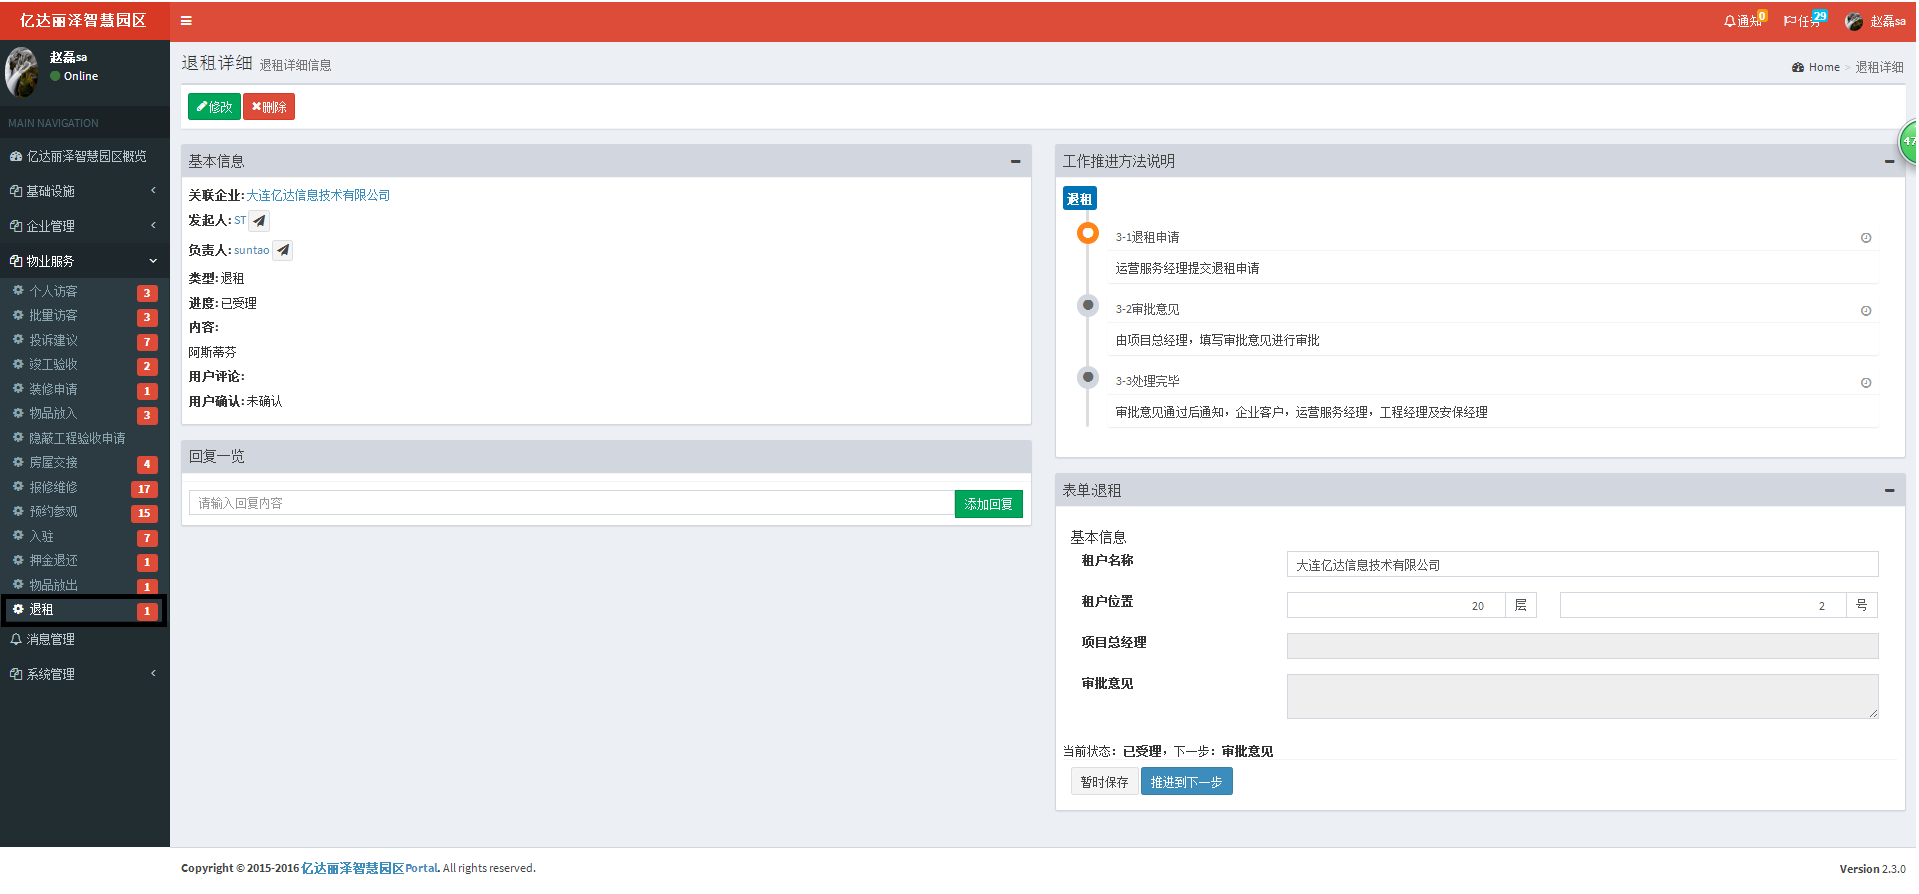 亿达丽泽智慧园区
通知 0
任务 29
赵磊sa
赵磊sa
Online
MAIN NAVIGATION
亿达丽泽智慧园区概览
基础设施
企业管理
物业服务
个人访客 3
批量访客 3
投诉建议 7
竣工验收 2
装修申请 1
物品放入 3
隐蔽工程验收申请
房屋交接 4
报修维修 17
预约参观 15
入驻 7
押金退还 1
物品放出 1
退租 1
消息管理
系统管理
退租详细 退租详细信息
Home > 退租详细
修改 删除
47
基本信息
关联企业: 大连亿达信息技术有限公司
发起人: ST
负责人: suntao
类型: 退租
进度: 已受理
内容:
阿斯蒂芬
用户评论:
用户确认: 未确认
回复一览
请输入回复内容
添加回复
工作推进方法说明
退租
3-1退租申请
运营服务经理提交退租申请
3-2审批意见
由项目总经理，填写审批意见进行审批
3-3处理完毕
审批意见通过后通知，企业客户，运营服务经理，工程经理及安保经理
表单:退租
基本信息
租户名称 大连亿达信息技术有限公司
租户位置 20 层 2 号
项目总经理
审批意见
当前状态：已受理，下一步：审批意见
暂时保存 推进到下一步
Copyright © 2015-2016 亿达丽泽智慧园区Portal. All rights reserved.
Version 2.3.0